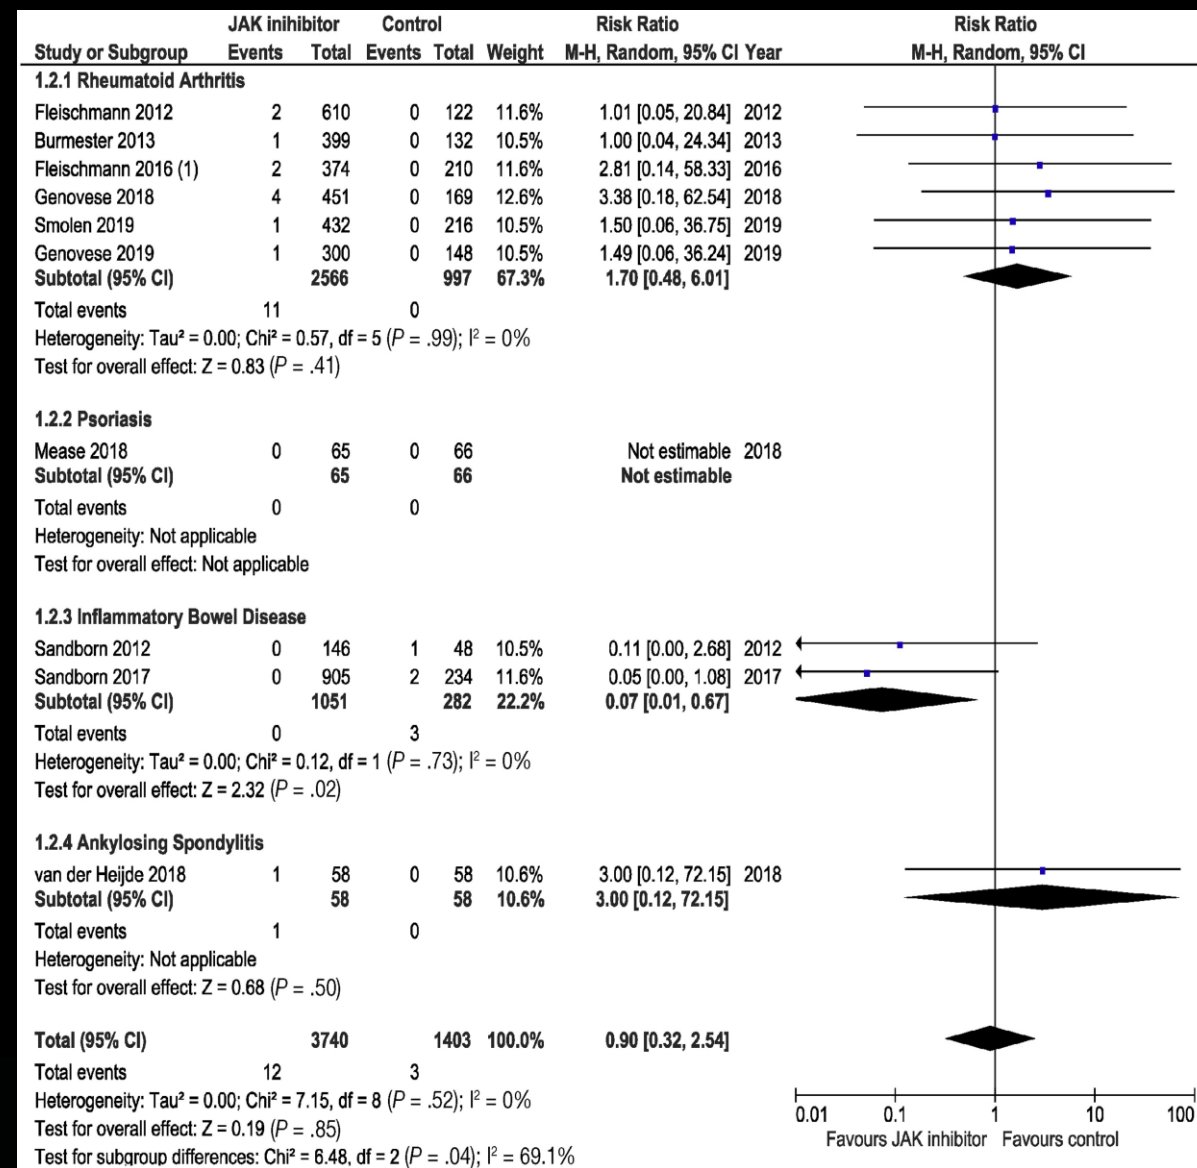 JAK inihibitor Control Risk Ratio Risk Ratio
Study or Subgroup Events Total Events Total Weight M-H, Random, 95% CI Year M-H, Random, 95% CI
1.2.1 Rheumatoid Arthritis
Fleischmann 2012 2 610 0 122 11.6% 1.01 [0.05, 20.84] 2012
Burmester 2013 1 399 0 132 10.5% 1.00 [0.04, 24.34] 2013
Fleischmann 2016 (1) 2 374 0 210 11.6% 2.81 [0.14, 58.33] 2016
Genovese 2018 4 451 0 169 12.6% 3.38 [0.18, 62.54] 2018
Smolen 2019 1 432 0 216 10.5% 1.50 [0.06, 36.75] 2019
Genovese 2019 1 300 0 148 10.5% 1.49 [0.06, 36.24] 2019
Subtotal (95% CI) 2566 997 67.3% 1.70 [0.48, 6.01]
Total events 11 0
Heterogeneity: Tau² = 0.00; Chi² = 0.57, df = 5 (P = .99); I² = 0%
Test for overall effect: Z = 0.83 (P = .41)
1.2.2 Psoriasis
Mease 2018 0 65 0 66 Not estimable 2018
Subtotal (95% CI) 65 66 Not estimable
Total events 0 0
Heterogeneity: Not applicable
Test for overall effect: Not applicable
1.2.3 Inflammatory Bowel Disease
Sandborn 2012 0 146 1 48 10.5% 0.11 [0.00, 2.68] 2012
Sandborn 2017 0 905 2 234 11.6% 0.05 [0.00, 1.08] 2017
Subtotal (95% CI) 1051 282 22.2% 0.07 [0.01, 0.67]
Total events 0 3
Heterogeneity: Tau² = 0.00; Chi² = 0.12, df = 1 (P = .73); I² = 0%
Test for overall effect: Z = 2.32 (P = .02)
1.2.4 Ankylosing Spondylitis
van der Heijde 2018 1 58 0 58 10.6% 3.00 [0.12, 72.15] 2018
Subtotal (95% CI) 58 58 10.6% 3.00 [0.12, 72.15]
Total events 1 0
Heterogeneity: Not applicable
Test for overall effect: Z = 0.68 (P = .50)
Total (95% CI) 3740 1403 100.0% 0.90 [0.32, 2.54]
Total events 12 3
Heterogeneity: Tau² = 0.00; Chi² = 7.15, df = 8 (P = .52); I² = 0%
Test for overall effect: Z = 0.19 (P = .85)
Test for subgroup differences: Chi² = 6.48, df = 2 (P = .04); I² = 69.1%
0.01 0.1 1 10 100
Favours JAK inhibitor Favours control